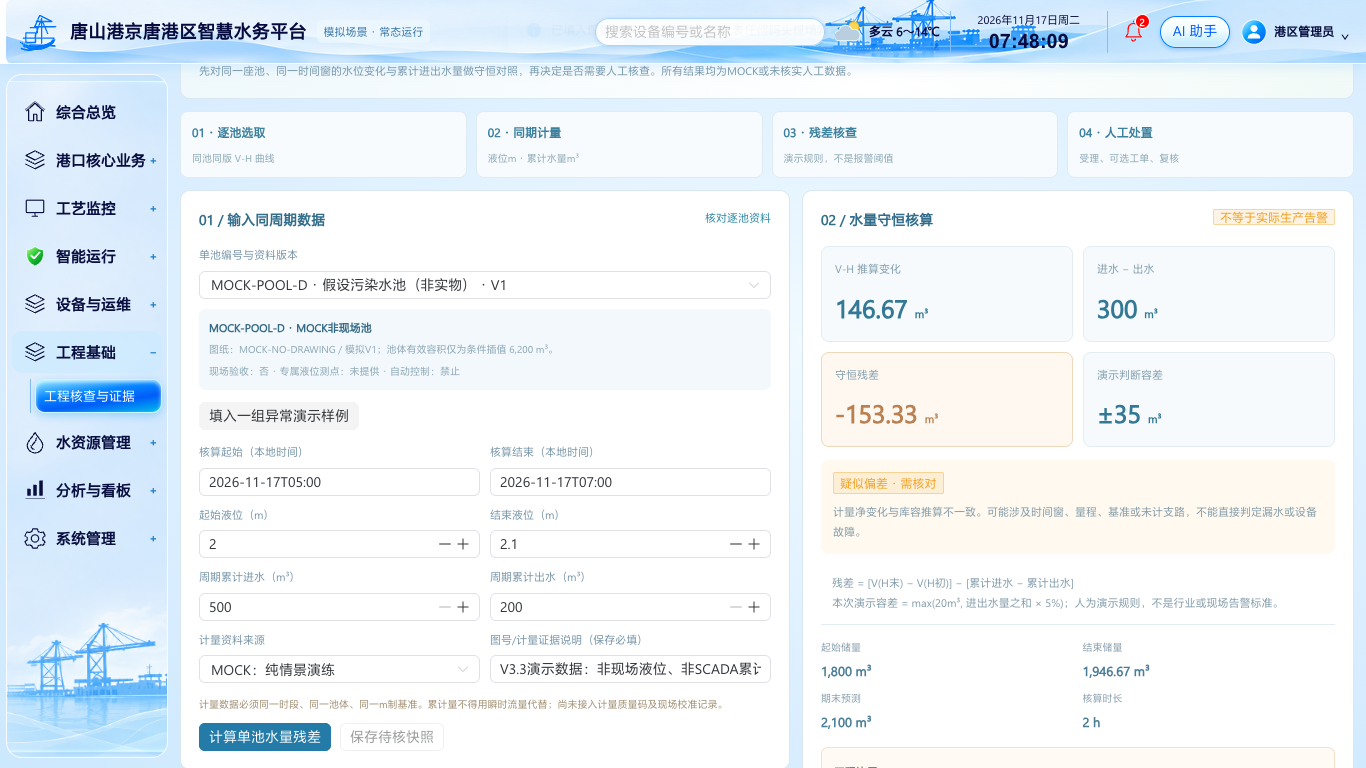 唐山港京唐港区智慧水务平台
模拟场景 · 常态运行
搜索设备编号或名称
多云 6~14℃
2026年11月17日周二
07:48:09
2
AI 助手
港区管理员
综合总览
港口核心业务 +
工艺监控 +
智能运行 +
设备与运维 +
工程基础 −
工程核查与证据
水资源管理 +
分析与看板 +
系统管理 +
先对同一座池、同一时间窗的水位变化与累计进出水量做守恒对照，再决定是否需要人工核查。所有结果均为MOCK或未核实人工数据。
01 · 逐池选取
同池同版 V-H 曲线
02 · 同期计量
液位m · 累计水量m³
03 · 残差核查
演示规则，不是报警阈值
04 · 人工处置
受理、可选工单、复核
01 / 输入同周期数据
核对逐池资料
单池编号与资料版本
MOCK-POOL-D · 假设污染水池（非实物） · V1
MOCK-POOL-D · MOCK非现场池
图纸：MOCK-NO-DRAWING / 模拟V1；池体有效容积仅为条件插值 6,200 m³。
现场验收：否 · 专属液位测点：未提供 · 自动控制：禁止
填入一组异常演示样例
核算起始（本地时间）
核算结束（本地时间）
2026-11-17T05:00
2026-11-17T07:00
起始液位（m）
结束液位（m）
2
2.1
周期累计进水（m³）
周期累计出水（m³）
500
200
计量资料来源
图号/计量证据说明（保存必填）
MOCK：纯情景演练
V3.3演示数据：非现场液位、非SCADA累计
计量数据必须同一时段、同一池体、同一m制基准。累计量不得用瞬时流量代替；尚未接入计量质量码及现场校准记录。
计算单池水量残差
保存待核快照
02 / 水量守恒核算
不等于实际生产告警
V-H 推算变化
146.67 m³
进水 − 出水
300 m³
守恒残差
-153.33 m³
演示判断容差
±35 m³
疑似偏差 · 需核对
计量净变化与库容推算不一致。可能涉及时间窗、量程、基准或未计支路，不能直接判定漏水或设备
故障。
残差 = [V(H末) − V(H初)] − [累计进水 − 累计出水]
本次演示容差 = max(20m³, 进出水量之和 × 5%)；人为演示规则，不是行业或现场告警标准。
起始储量
结束储量
1,800 m³
1,946.67 m³
期末预测
核算时长
2,100 m³
2 h